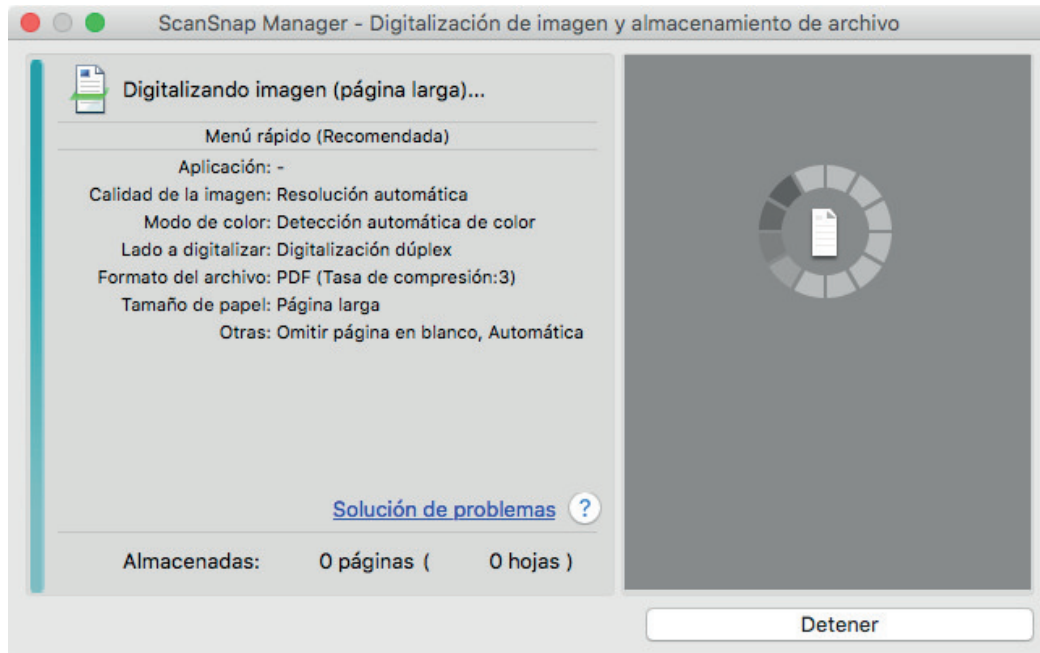 ScanSnap Manager - Digitalización de imagen y almacenamiento de archivo
Digitalizando imagen (página larga)...
Menú rápido (Recomendada)
Aplicación: -
Calidad de la imagen: Resolución automática
Modo de color: Detección automática de color
Lado a digitalizar: Digitalización dúplex
Formato del archivo: PDF (Tasa de compresión:3)
Tamaño de papel: Página larga
Otras: Omitir página en blanco, Automática
Solución de problemas ?
Almacenadas: 0 páginas ( 0 hojas )
Detener